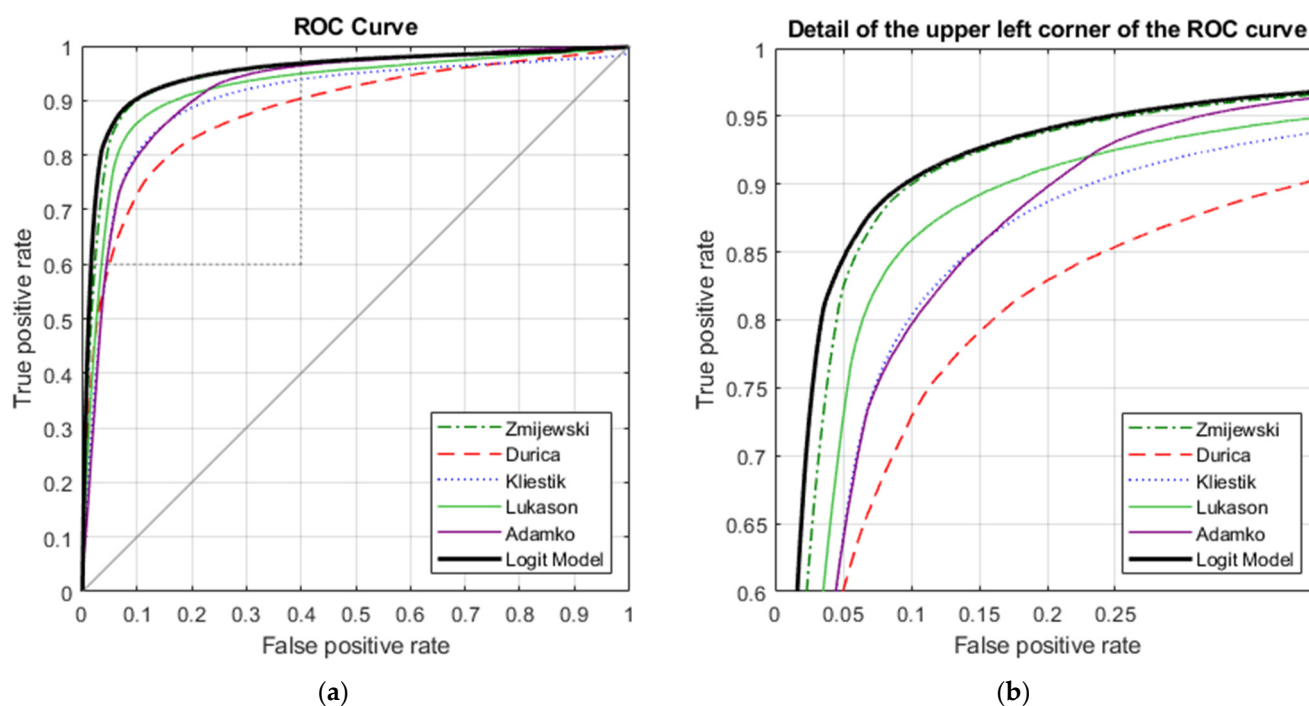 ROC Curve
1
0.9
0.8
0.7
0.6
0.5
0.4
0.3
0.2
0.1
0
True positive rate
0 0.1 0.2 0.3 0.4 0.5 0.6 0.7 0.8 0.9 1
False positive rate
Zmijewski
Durica
Kliestik
Lukason
Adamko
Logit Model
(a)
Detail of the upper left corner of the ROC curve
1
0.95
0.9
0.85
0.8
0.75
0.7
0.65
0.6
True positive rate
0 0.05 0.1 0.15 0.2 0.25
False positive rate
Zmijewski
Durica
Kliestik
Lukason
Adamko
Logit Model
(b)